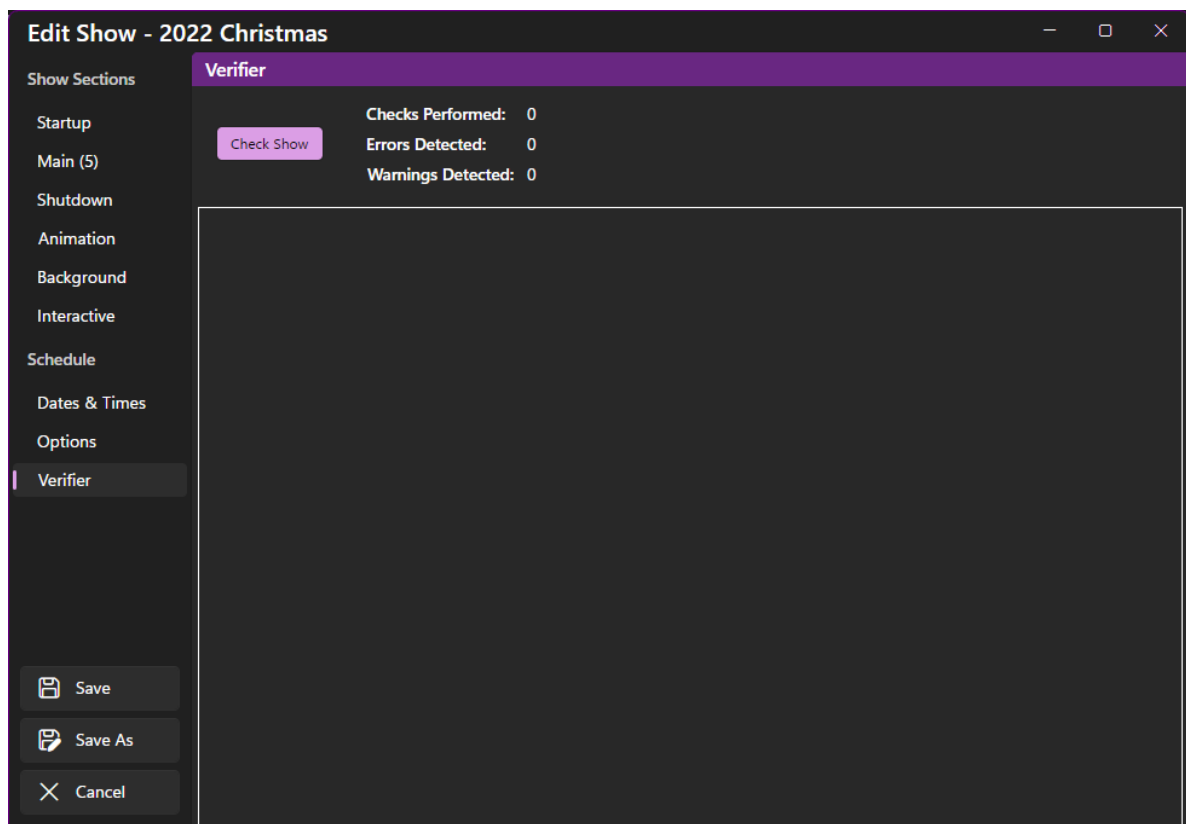 Edit Show - 2022 Christmas
Show Sections
Startup
Main (5)
Shutdown
Animation
Background
Interactive
Schedule
Dates & Times
Options
Verifier
Save
Save As
Cancel
Verifier
Check Show
Checks Performed: 0
Errors Detected: 0
Warnings Detected: 0